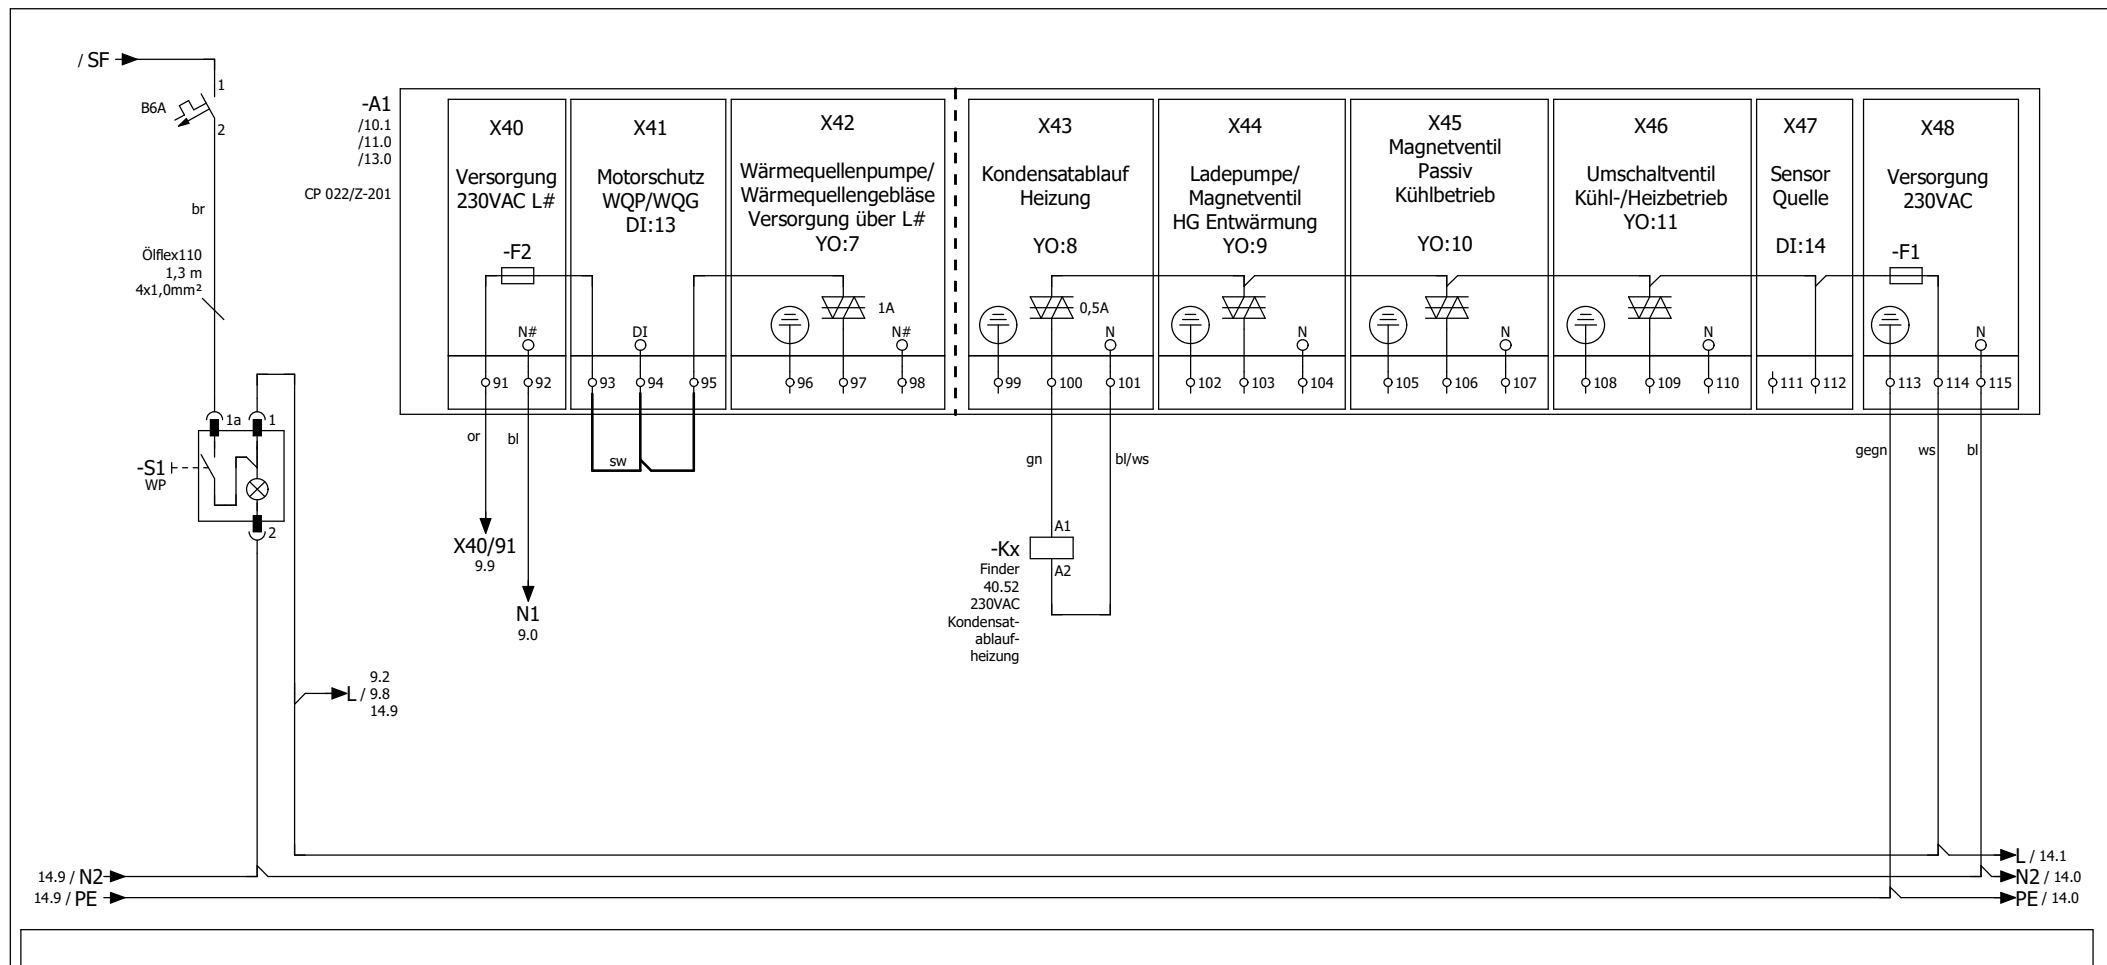 / SF
1
B6A
2
br
Ölflex110
1,3 m
4x1,0mm²
1a
1
-S1
WP
2
-A1
/10.1
/11.0
/13.0
CP 022/Z-201
X40
Versorgung
230VAC L#
-F2
N#
91
92
or
bl
X40/91
9.9
N1
9.0
X41
Motorschutz
WQP/WQG
DI:13
DI
93
94
95
sw
X42
Wärmequellenpumpe/
Wärmequellengebläse
Versorgung über L#
YO:7
1A
N#
96
97
98
X43
Kondensatablauf
Heizung
YO:8
0,5A
N
99
100
101
gn
bl/ws
A1
-Kx
A2
Finder
40.52
230VAC
Kondensat-
ablauf-
heizung
X44
Ladepumpe/
Magnetventil
HG Entwärmung
YO:9
N
102
103
104
X45
Magnetventil
Passiv
Kühlbetrieb
YO:10
N
105
106
107
X46
Umschaltventil
Kühl-/Heizbetrieb
YO:11
N
108
109
110
X47
Sensor
Quelle
DI:14
111
112
X48
Versorgung
230VAC
-F1
N
113
114
115
gegn
ws
bl
9.2
L / 9.8
14.9
14.9 / N2
14.9 / PE
L / 14.1
N2 / 14.0
PE / 14.0